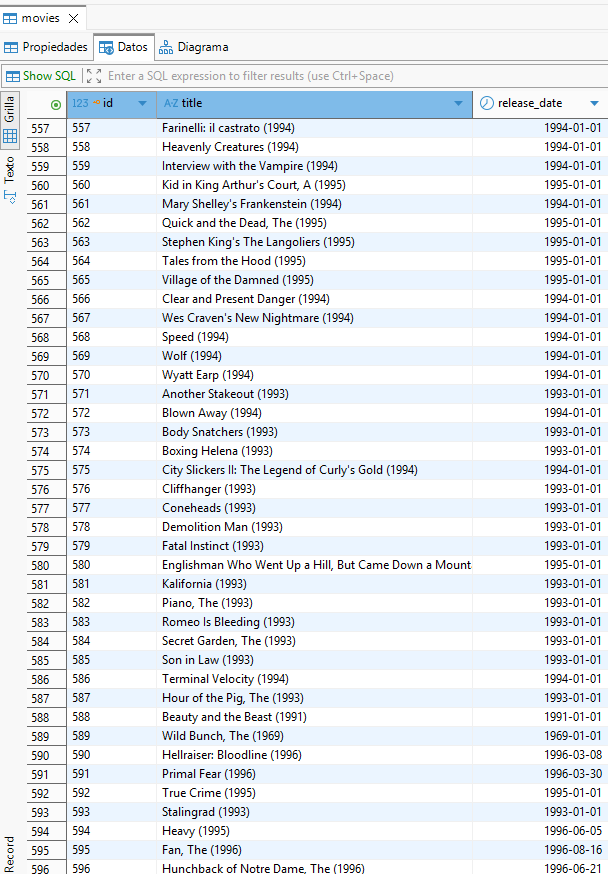 movies
Propiedades Datos Diagrama
Show SQL Enter a SQL expression to filter results (use Ctrl+Space)
Grilla
Texto
Record
123 id A-Z title release_date
557 557 Farinelli: il castrato (1994) 1994-01-01
558 558 Heavenly Creatures (1994) 1994-01-01
559 559 Interview with the Vampire (1994) 1994-01-01
560 560 Kid in King Arthur's Court, A (1995) 1995-01-01
561 561 Mary Shelley's Frankenstein (1994) 1994-01-01
562 562 Quick and the Dead, The (1995) 1995-01-01
563 563 Stephen King's The Langoliers (1995) 1995-01-01
564 564 Tales from the Hood (1995) 1995-01-01
565 565 Village of the Damned (1995) 1995-01-01
566 566 Clear and Present Danger (1994) 1994-01-01
567 567 Wes Craven's New Nightmare (1994) 1994-01-01
568 568 Speed (1994) 1994-01-01
569 569 Wolf (1994) 1994-01-01
570 570 Wyatt Earp (1994) 1994-01-01
571 571 Another Stakeout (1993) 1993-01-01
572 572 Blown Away (1994) 1994-01-01
573 573 Body Snatchers (1993) 1993-01-01
574 574 Boxing Helena (1993) 1993-01-01
575 575 City Slickers II: The Legend of Curly's Gold (1994) 1994-01-01
576 576 Cliffhanger (1993) 1993-01-01
577 577 Coneheads (1993) 1993-01-01
578 578 Demolition Man (1993) 1993-01-01
579 579 Fatal Instinct (1993) 1993-01-01
580 580 Englishman Who Went Up a Hill, But Came Down a Mount 1995-01-01
581 581 Kalifornia (1993) 1993-01-01
582 582 Piano, The (1993) 1993-01-01
583 583 Romeo Is Bleeding (1993) 1993-01-01
584 584 Secret Garden, The (1993) 1993-01-01
585 585 Son in Law (1993) 1993-01-01
586 586 Terminal Velocity (1994) 1994-01-01
587 587 Hour of the Pig, The (1993) 1993-01-01
588 588 Beauty and the Beast (1991) 1991-01-01
589 589 Wild Bunch, The (1969) 1969-01-01
590 590 Hellraiser: Bloodline (1996) 1996-03-08
591 591 Primal Fear (1996) 1996-03-30
592 592 True Crime (1995) 1995-01-01
593 593 Stalingrad (1993) 1993-01-01
594 594 Heavy (1995) 1996-06-05
595 595 Fan, The (1996) 1996-08-16
596 596 Hunchback of Notre Dame, The (1996) 1996-06-21